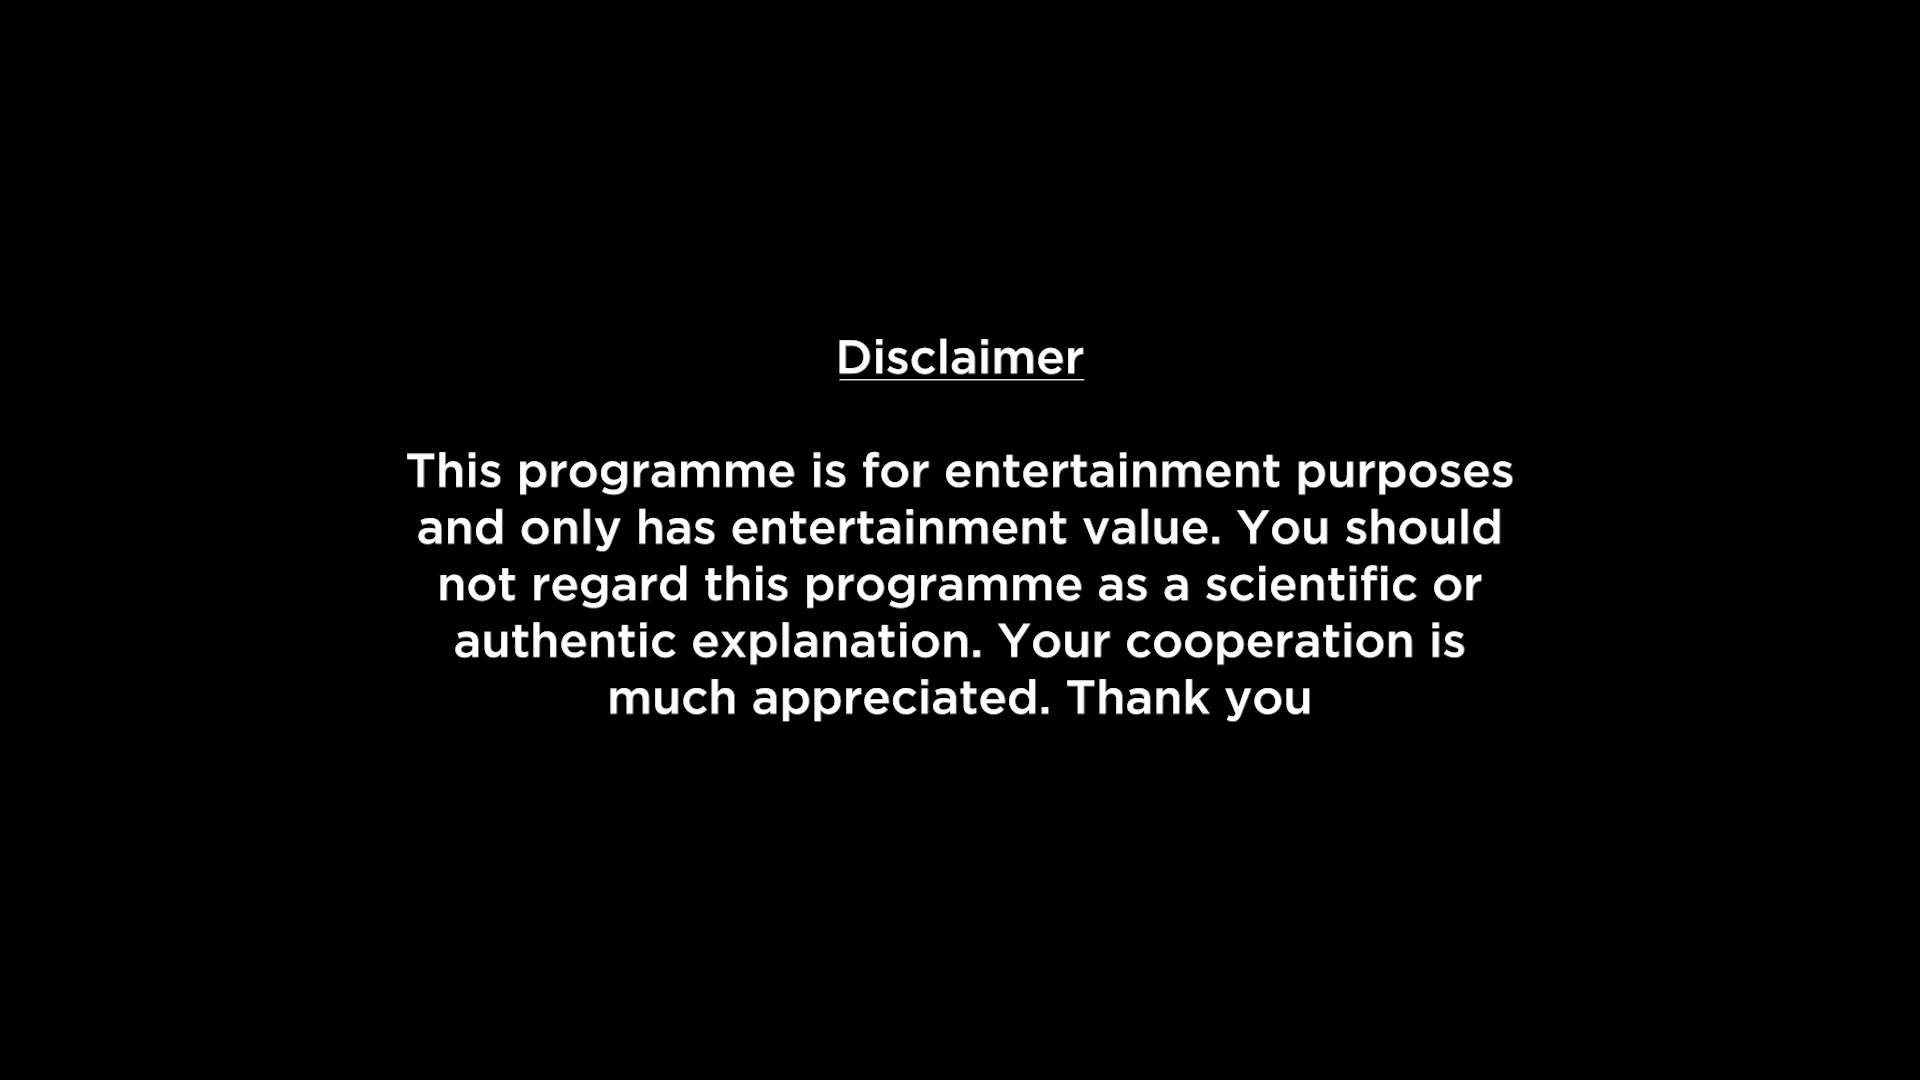 Disclaimer
This programme is for entertainment purposes
and only has entertainment value. You should
not regard this programme as a scientific or
authentic explanation. Your cooperation is
much appreciated. Thank you